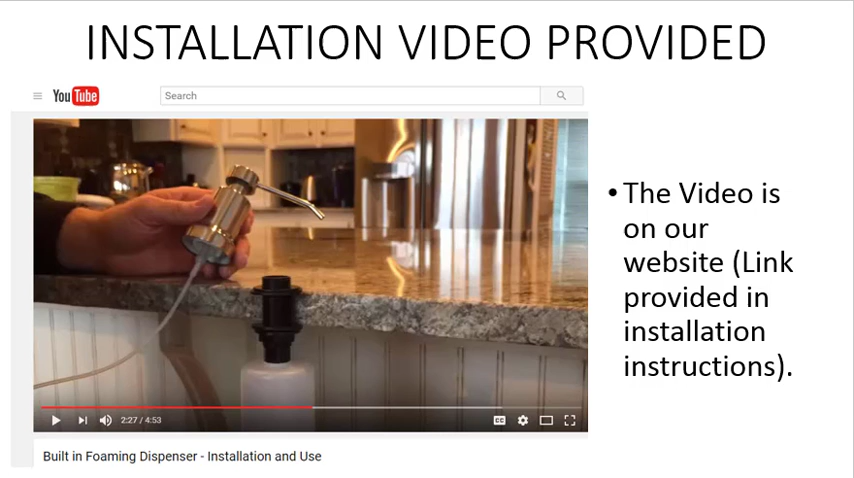 INSTALLATION VIDEO PROVIDED
YouTube
Search
• The Video is
on our
website (Link
provided in
installation
instructions).
2:27 / 4:53
CC
Built in Foaming Dispenser - Installation and Use